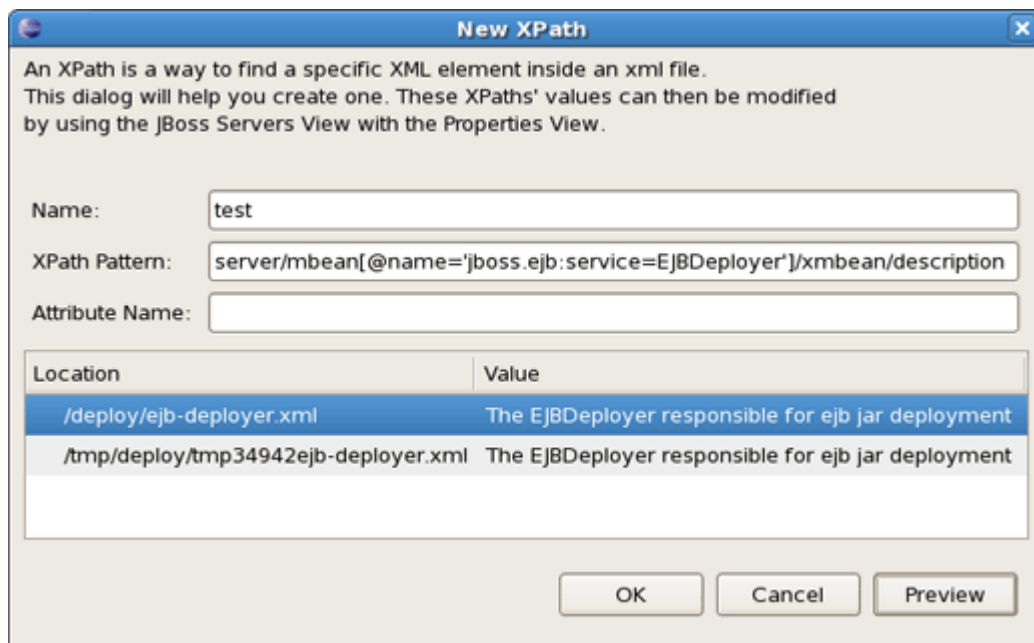 New XPath
An XPath is a way to find a specific XML element inside an xml file.
This dialog will help you create one. These XPaths' values can then be modified
by using the JBoss Servers View with the Properties View.
Name: test
XPath Pattern: server/mbean[@name='jboss.ejb:service=EJBDeployer']/xmbean/description
Attribute Name:
Location Value
/deploy/ejb-deployer.xml The EJBDeployer responsible for ejb jar deployment
/tmp/deploy/tmp34942ejb-deployer.xml The EJBDeployer responsible for ejb jar deployment
OK Cancel Preview